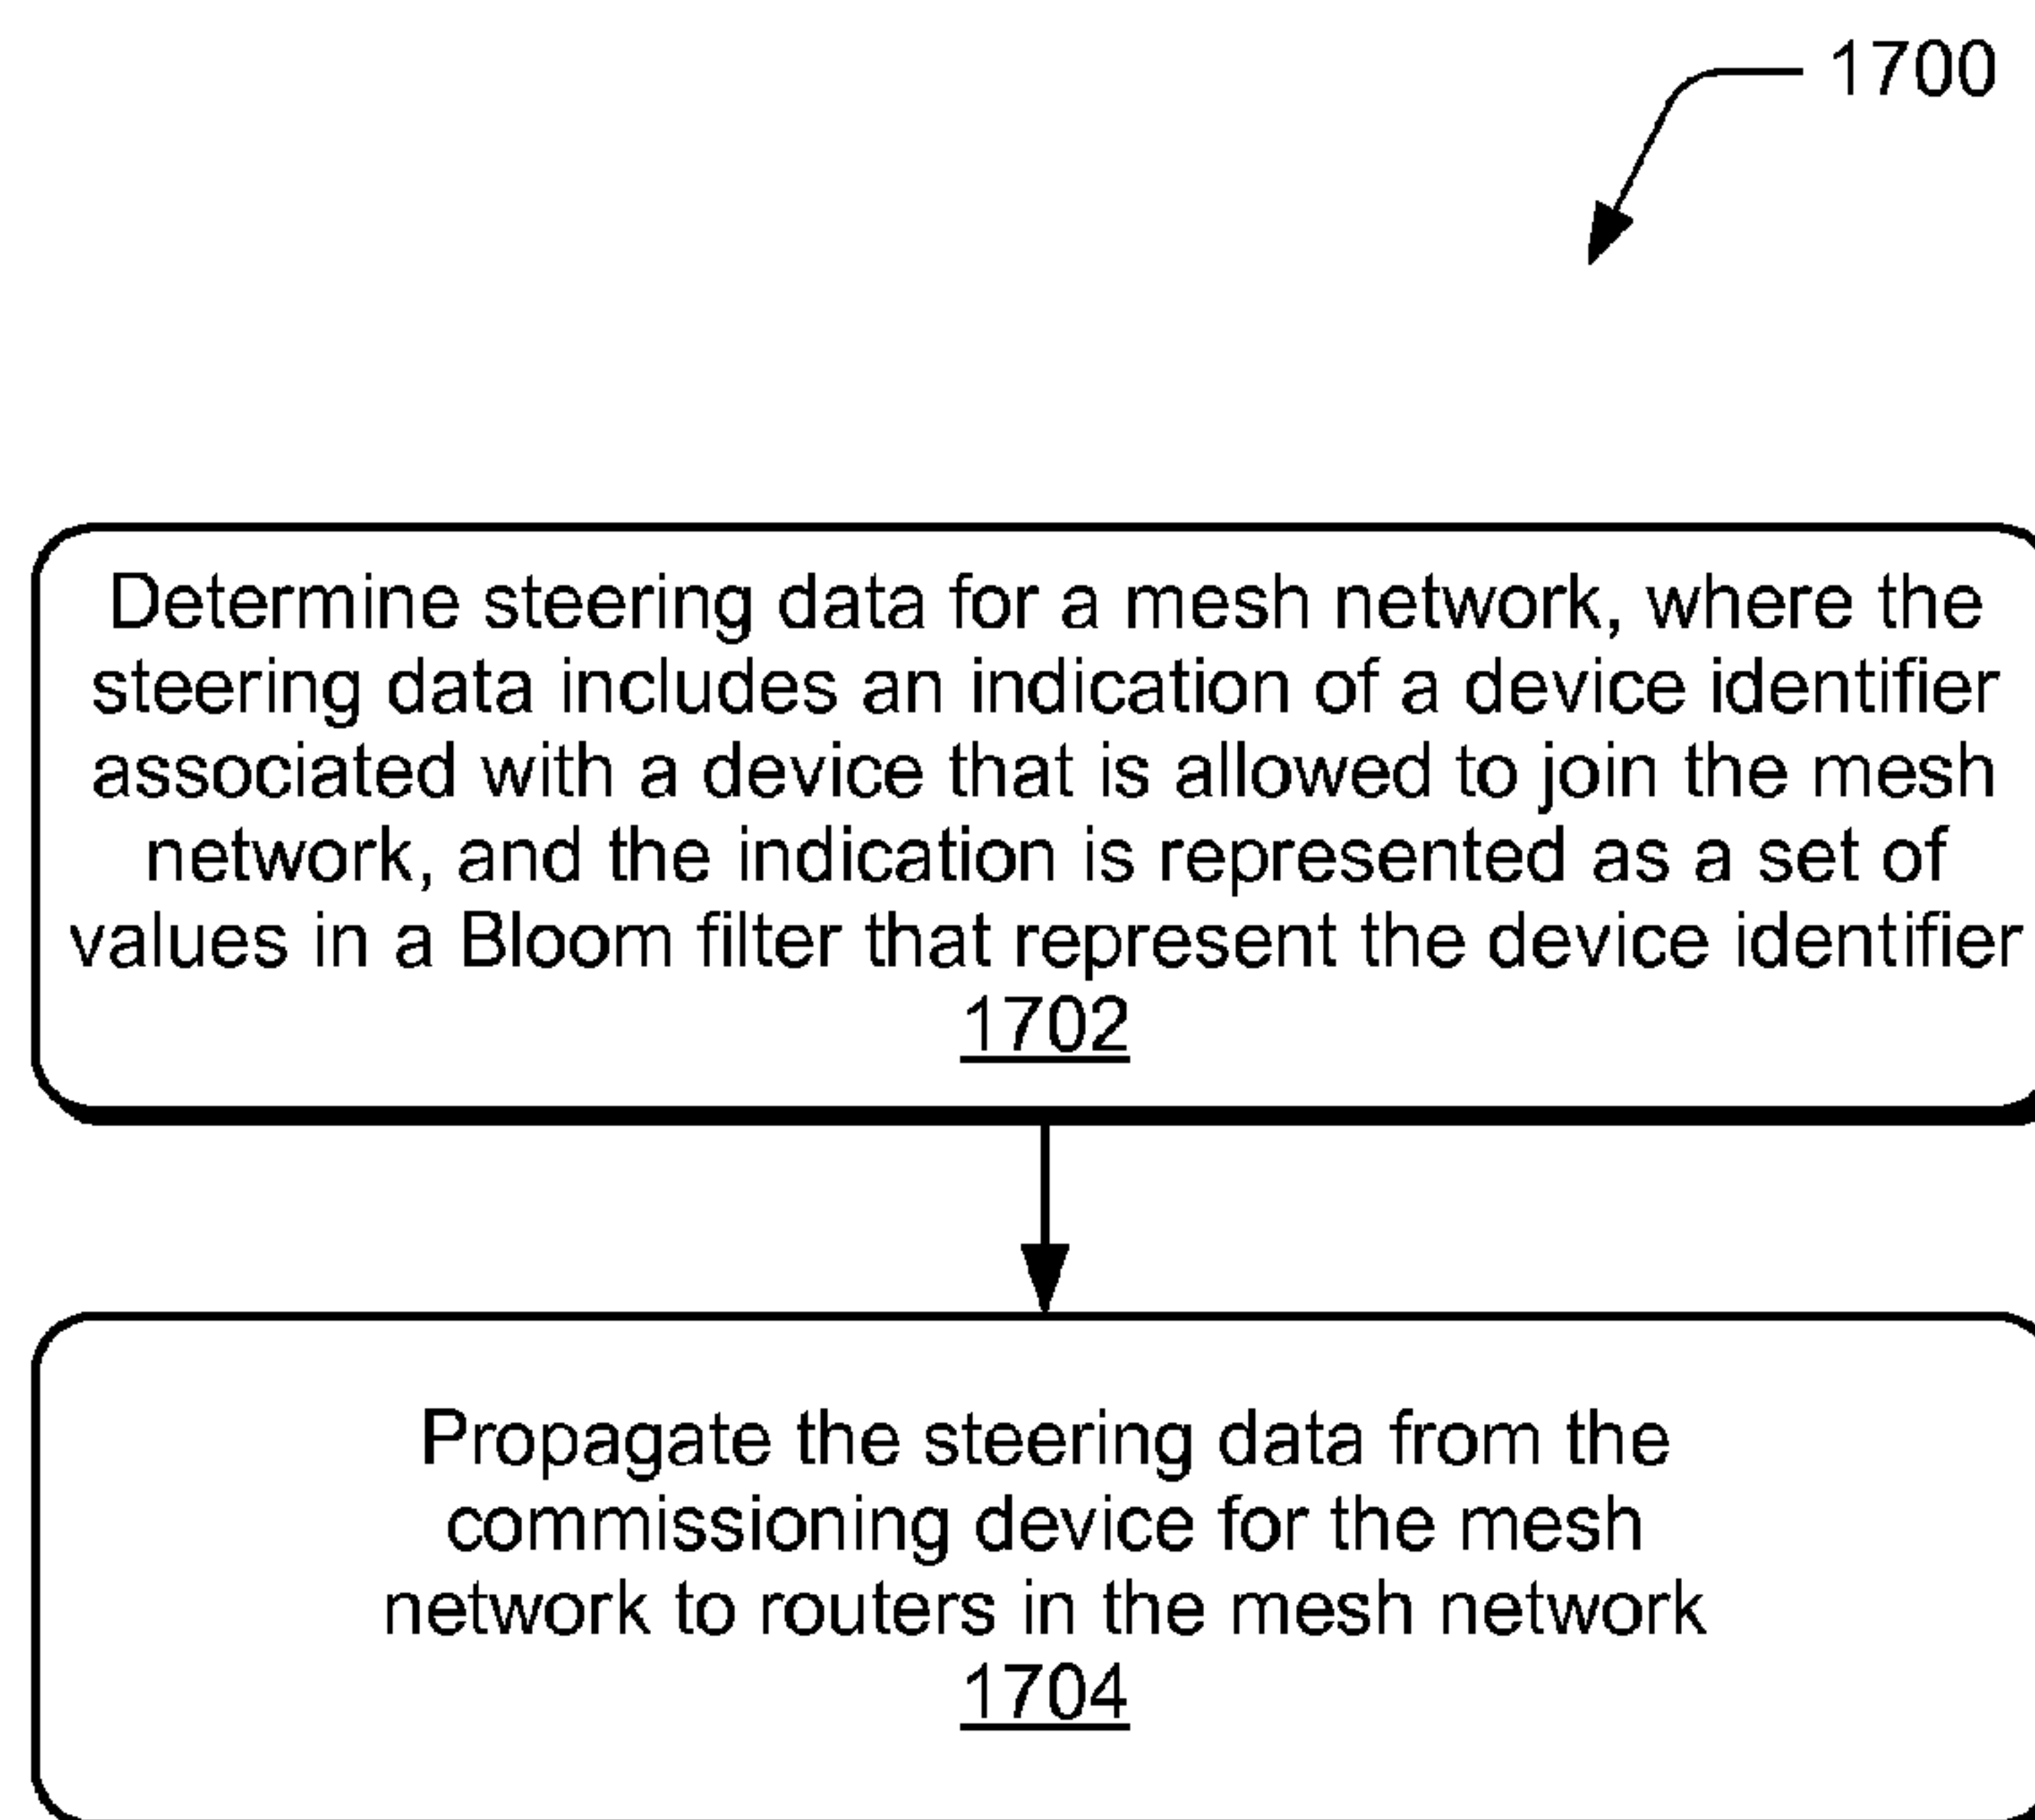 1700
Determine steering data for a mesh network, where the
steering data includes an indication of a device identifier
associated with a device that is allowed to join the mesh
network, and the indication is represented as a set of
values in a Bloom filter that represent the device identifier
1702
Propagate the steering data from the
commissioning device for the mesh
network to routers in the mesh network
1704